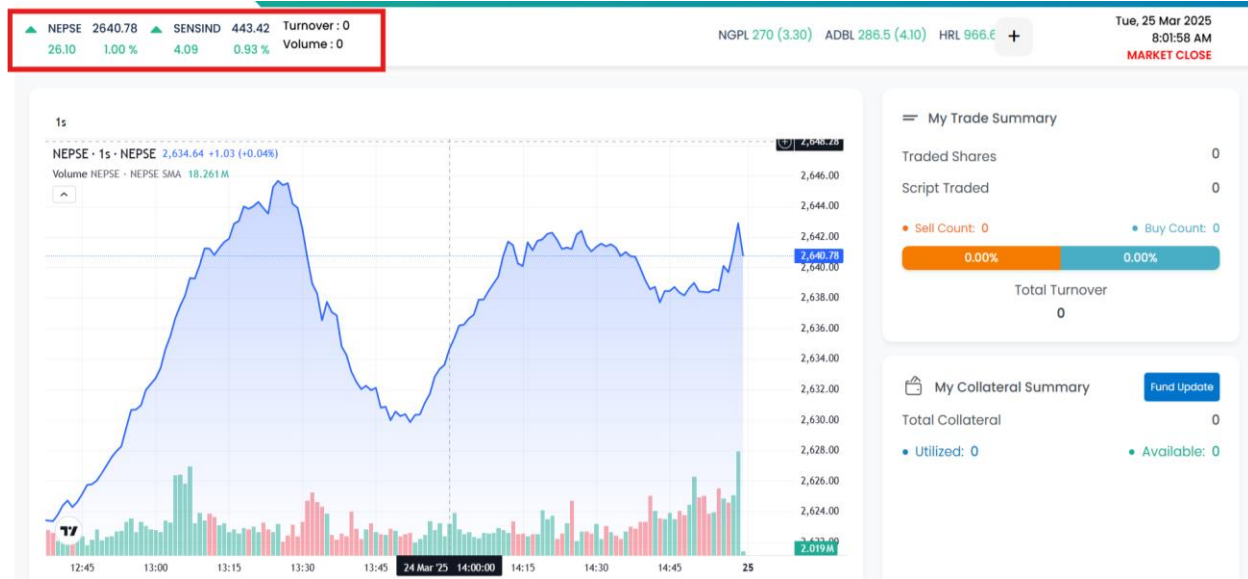 NEPSE 2640.78 SENSIND 443.42 Turnover : 0
26.10 1.00 % 4.09 0.93 % Volume : 0
NGPL 270 (3.30) ADBL 286.5 (4.10) HRL 966.6 +
Tue, 25 Mar 2025
8:01:58 AM
MARKET CLOSE
1s
NEPSE · 1s · NEPSE 2,634.64 +1.03 (+0.04%)
Volume NEPSE · NEPSE SMA 18.261M
2,648.28
2,646.00
2,644.00
2,642.00
2,640.78
2,640.00
2,638.00
2,636.00
2,634.00
2,632.00
2,630.00
2,628.00
2,626.00
2,624.00
2.019M
12:45 13:00 13:15 13:30 13:45 24 Mar '25 14:00:00 14:15 14:30 14:45 25
My Trade Summary
Traded Shares 0
Script Traded 0
Sell Count: 0 Buy Count: 0
0.00% 0.00%
Total Turnover
0
My Collateral Summary Fund Update
Total Collateral 0
Utilized: 0 Available: 0